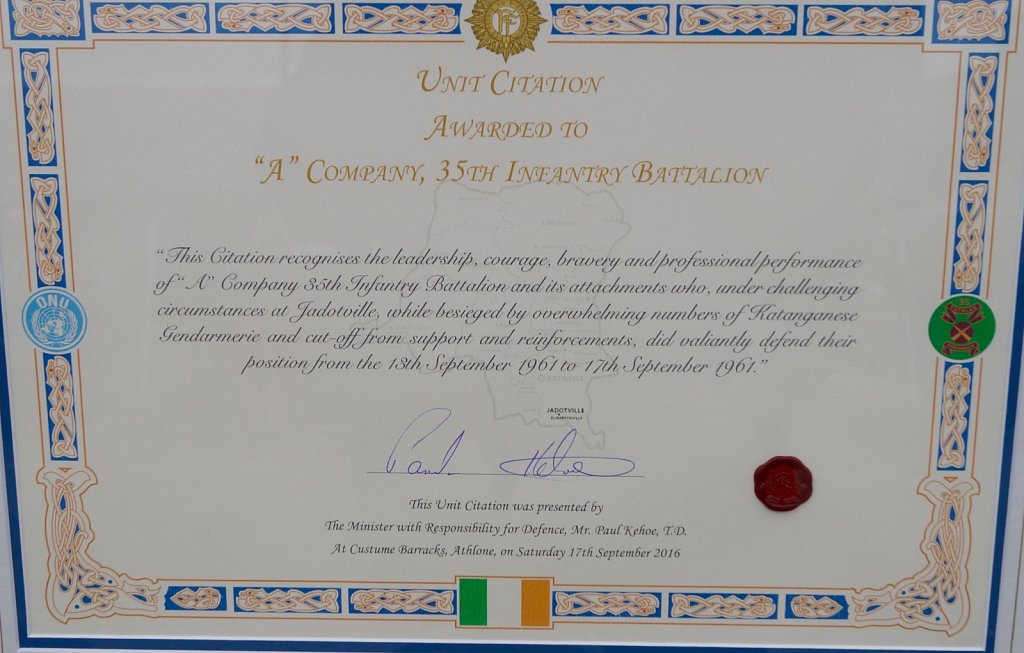 UNIT CITATION
AWARDED TO
"A" COMPANY, 35TH INFANTRY BATTALION
"This Citation recognises the leadership, courage, bravery and professional performance
of "A" Company 35th Infantry Battalion and its attachments who, under challenging
circumstances at Jadotville, while besieged by overwhelming numbers of Katanganese
Gendarmerie and cut-off from support and reinforcements, did valiantly defend their
position from the 13th September 1961 to 17th September 1961."
ONU
JADOTVILLE
ELISABETHVILLE
Paul Kehoe
This Unit Citation was presented by
The Minister with Responsibility for Defence, Mr. Paul Kehoe, T.D.
At Custume Barracks, Athlone, on Saturday 17th September 2016